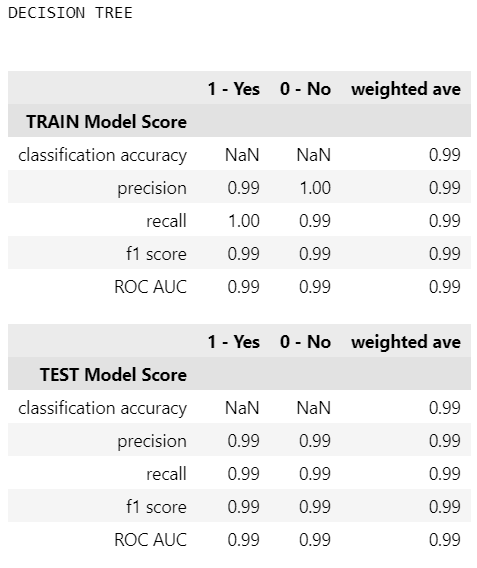 DECISION TREE
1 - Yes 0 - No weighted ave
TRAIN Model Score
classification accuracy NaN NaN 0.99
precision 0.99 1.00 0.99
recall 1.00 0.99 0.99
f1 score 0.99 0.99 0.99
ROC AUC 0.99 0.99 0.99
1 - Yes 0 - No weighted ave
TEST Model Score
classification accuracy NaN NaN 0.99
precision 0.99 0.99 0.99
recall 0.99 0.99 0.99
f1 score 0.99 0.99 0.99
ROC AUC 0.99 0.99 0.99